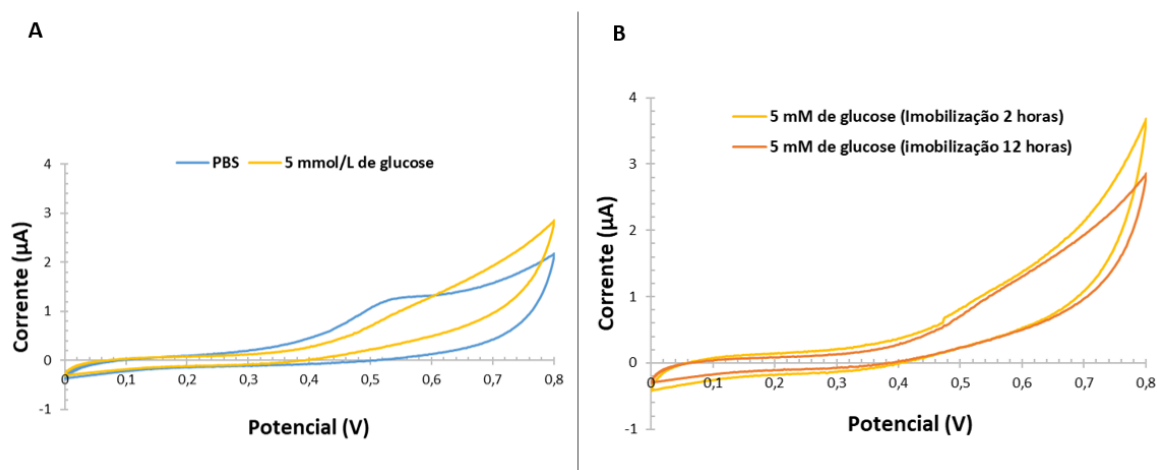 A
PBS 5 mmol/L de glucose
Corrente (µA)
4
3
2
1
0
-1
0 0,1 0,2 0,3 0,4 0,5 0,6 0,7 0,8
Potencial (V)
B
5 mM de glucose (Imobilização 2 horas)
5 mM de glucose (imobilização 12 horas)
Corrente (µA)
4
3
2
1
0
-1
0 0,1 0,2 0,3 0,4 0,5 0,6 0,7 0,8
Potencial (V)